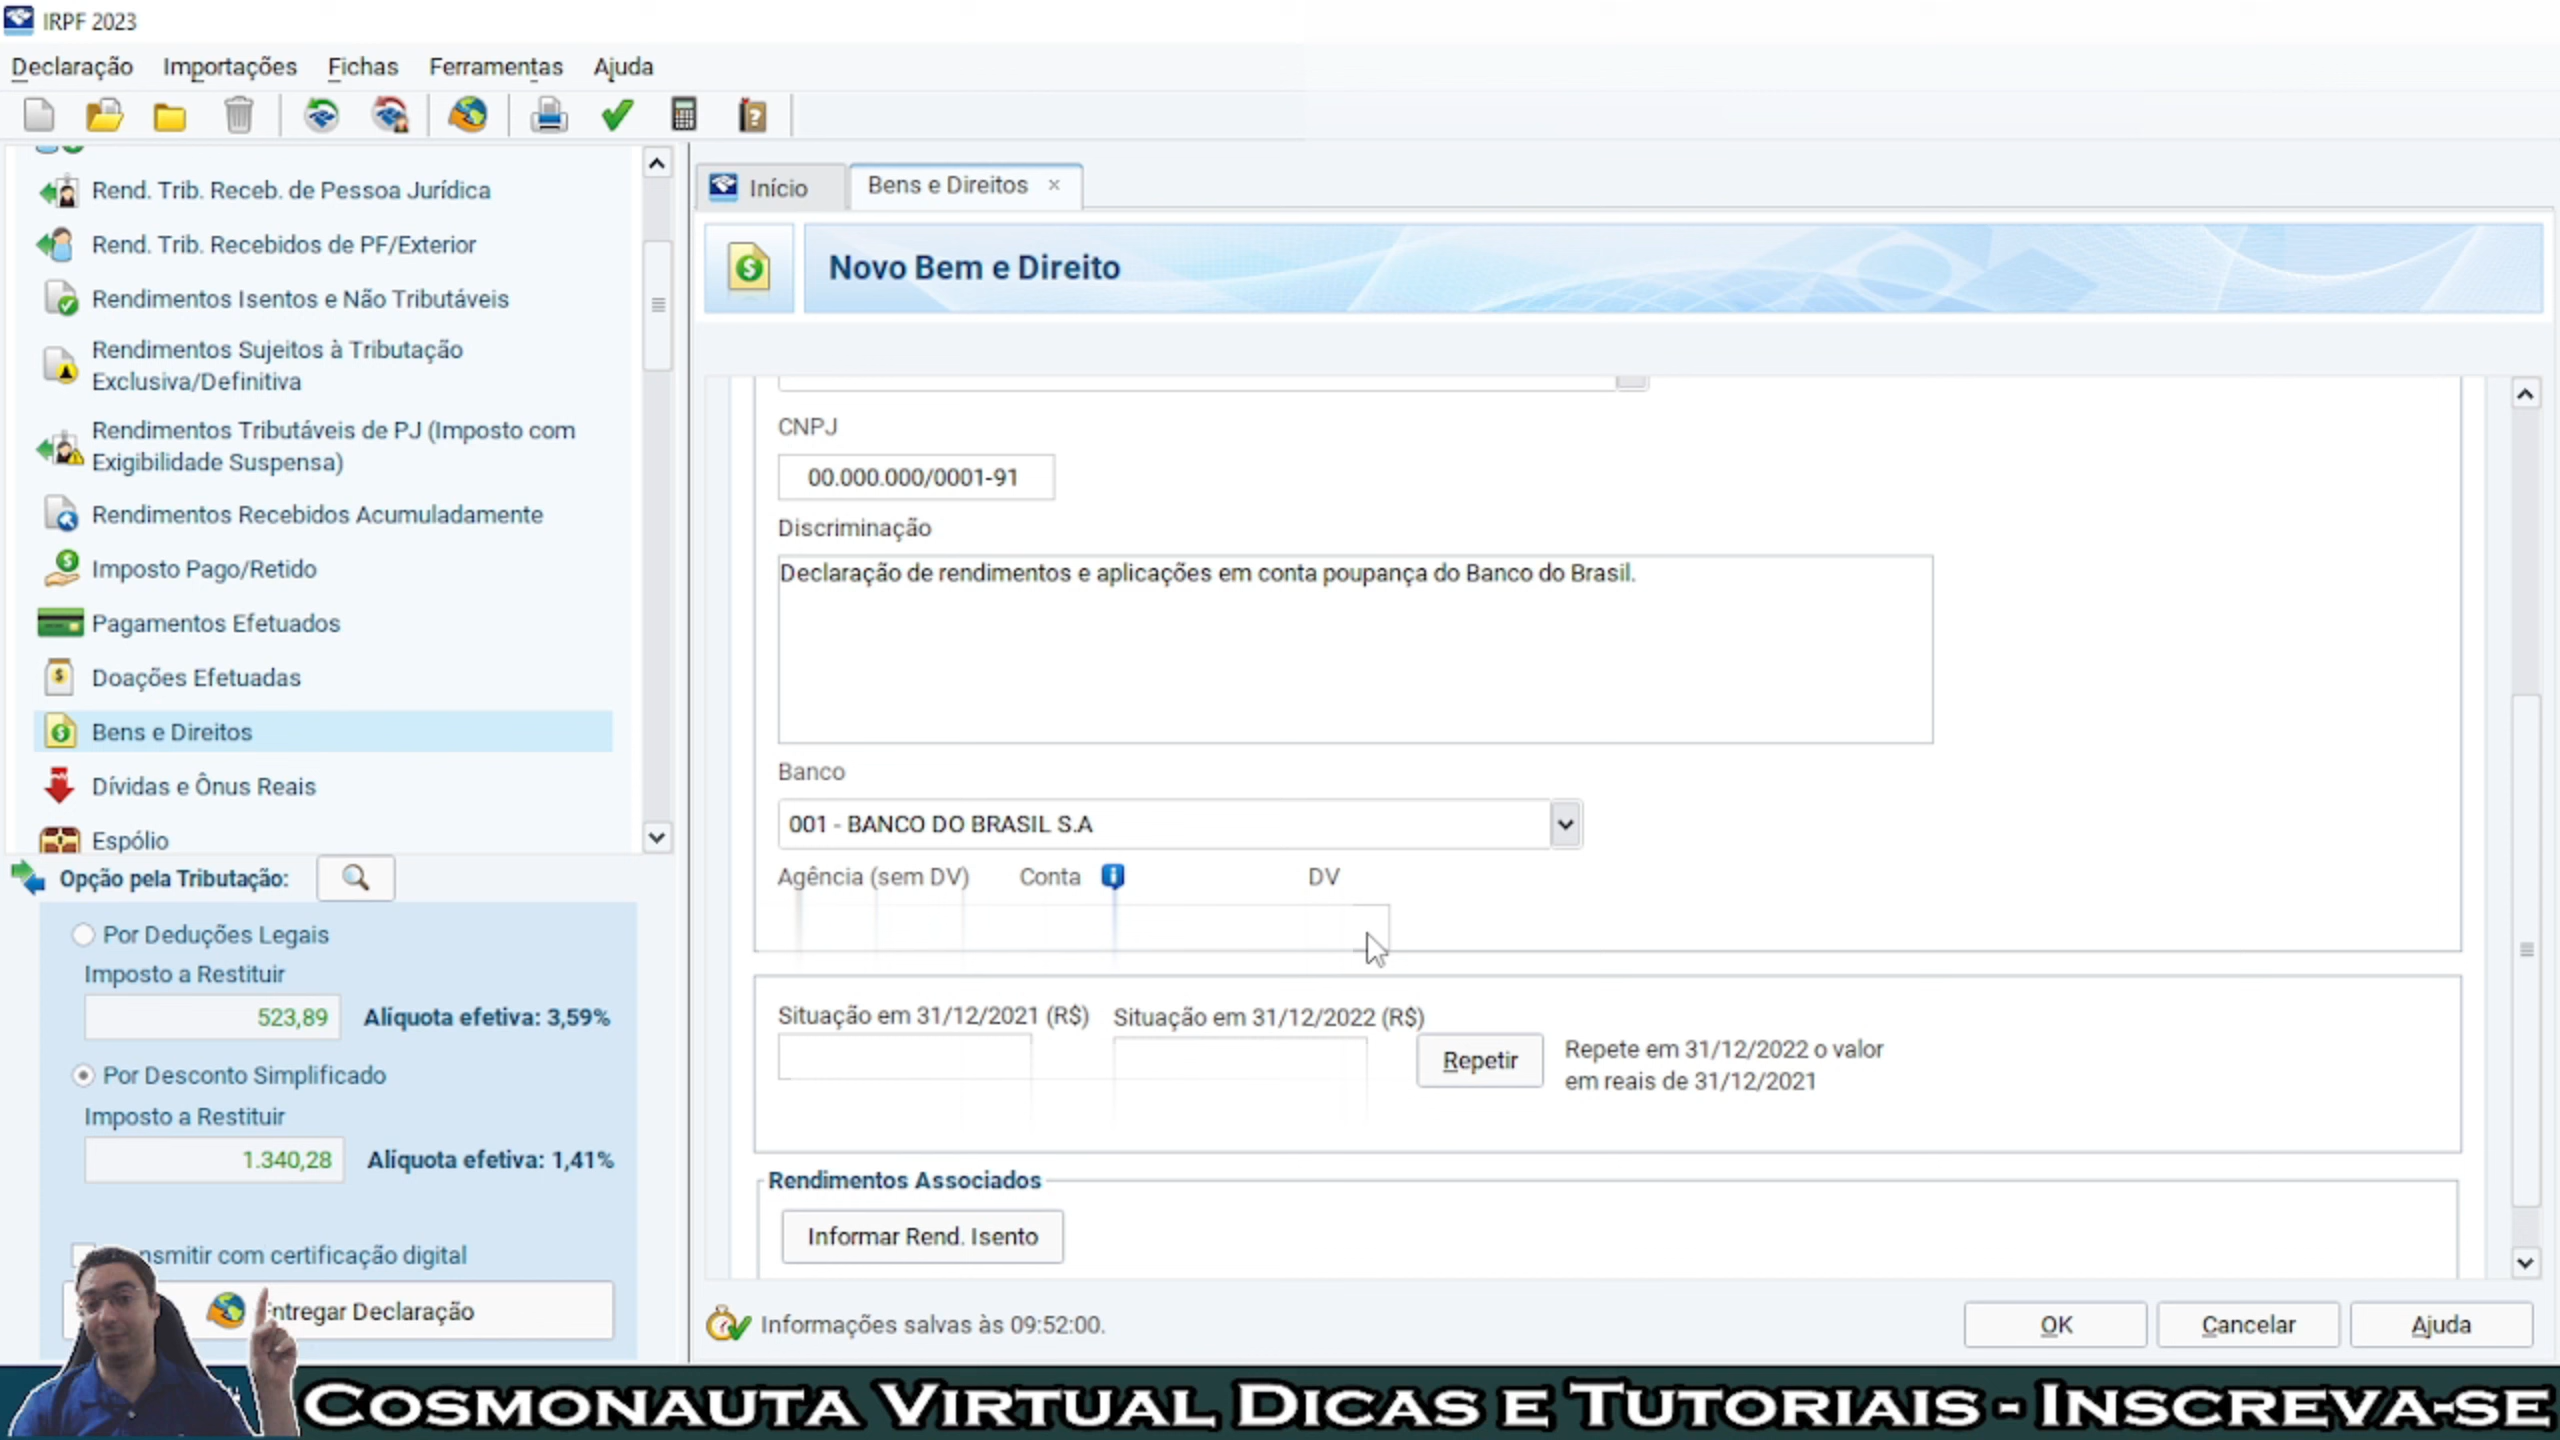 IRPF 2023
Declaração Importações Fichas Ferramentas Ajuda
Rend. Trib. Receb. de Pessoa Jurídica
Rend. Trib. Recebidos de PF/Exterior
Rendimentos Isentos e Não Tributáveis
Rendimentos Sujeitos à Tributação
Exclusiva/Definitiva
Rendimentos Tributáveis de PJ (Imposto com
Exigibilidade Suspensa)
Rendimentos Recebidos Acumuladamente
Imposto Pago/Retido
Pagamentos Efetuados
Doações Efetuadas
Bens e Direitos
Dívidas e Ônus Reais
Espólio
Opção pela Tributação:
Por Deduções Legais
Imposto a Restituir
523,89 Alíquota efetiva: 3,59%
Por Desconto Simplificado
Imposto a Restituir
1.340,28 Alíquota efetiva: 1,41%
nsmitir com certificação digital
ntregar Declaração
Início Bens e Direitos ×
Novo Bem e Direito
CNPJ
00.000.000/0001-91
Discriminação
Declaração de rendimentos e aplicações em conta poupança do Banco do Brasil.
Banco
001 - BANCO DO BRASIL S.A
Agência (sem DV) Conta DV
Situação em 31/12/2021 (R$) Situação em 31/12/2022 (R$)
Repetir
Repete em 31/12/2022 o valor
em reais de 31/12/2021
Rendimentos Associados
Informar Rend. Isento
Informações salvas às 09:52:00.
OK Cancelar Ajuda
Cosmonauta Virtual Dicas e Tutoriais - Inscreva-se